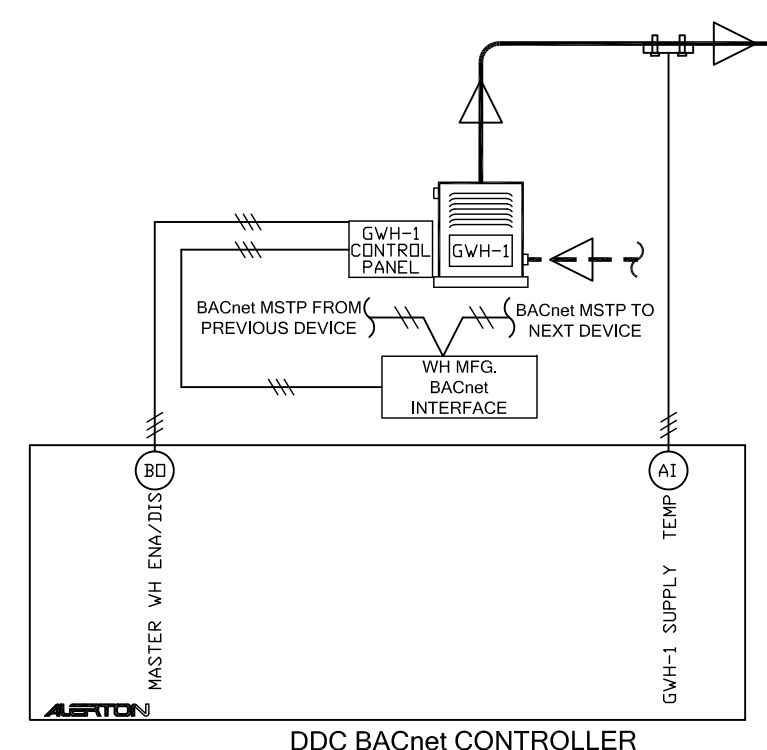 GWH-1
CONTROL
PANEL
GWH-1
BACnet MSTP FROM
PREVIOUS DEVICE
BACnet MSTP TO
NEXT DEVICE
WH MFG.
BACnet
INTERFACE
BO
AI
MASTER WH ENA/DIS
GWH-1 SUPPLY TEMP
ALERTON
DDC BACnet CONTROLLER